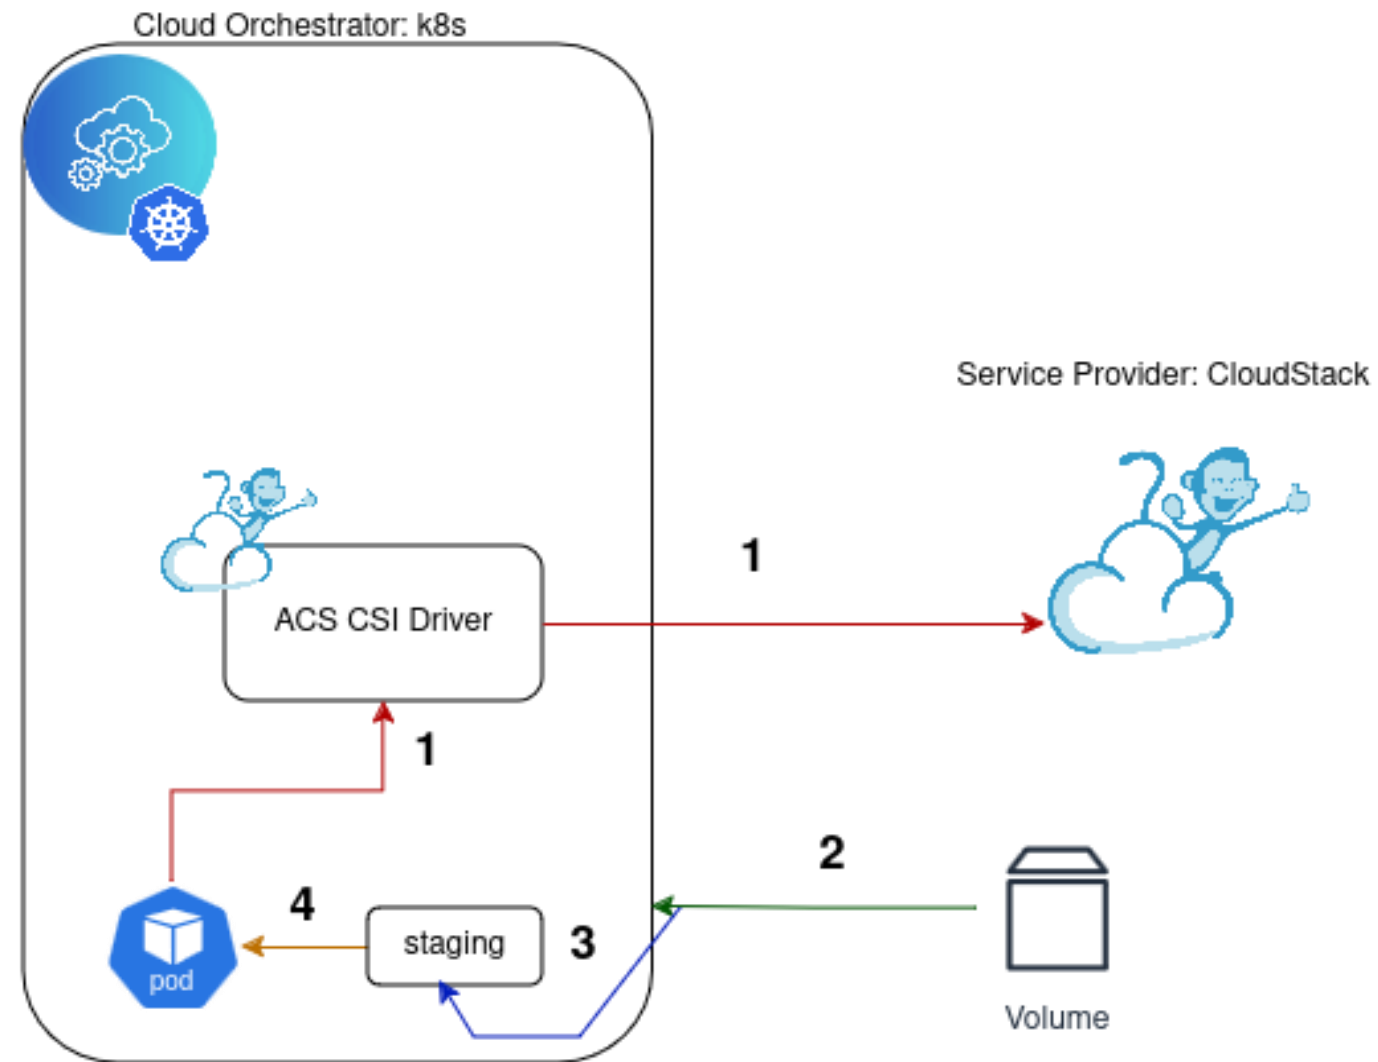 Cloud Orchestrator: k8s
Service Provider: CloudStack
1
ACS CSI Driver
1
2
4
staging
3
pod
Volume